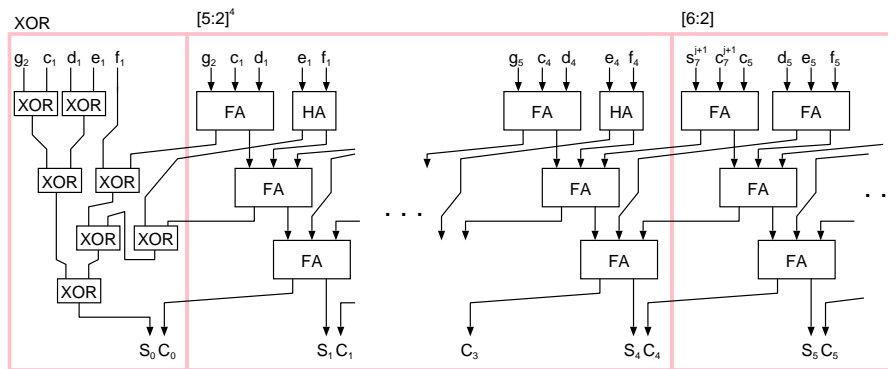 XOR [5:2]⁴ [6:2]
g₂ c₁ d₁ e₁ f₁ g₂ c₁ d₁ e₁ f₁ g₅ c₄ d₄ e₄ f₄ s₇ʲ⁺¹ c₇ʲ⁺¹ c₅ d₅ e₅ f₅
XOR XOR FA HA FA HA FA FA
XOR XOR FA FA FA
. . . . .
XOR XOR
FA FA FA
XOR
S₀ C₀ S₁ C₁ C₃ S₄ C₄ S₅ C₅